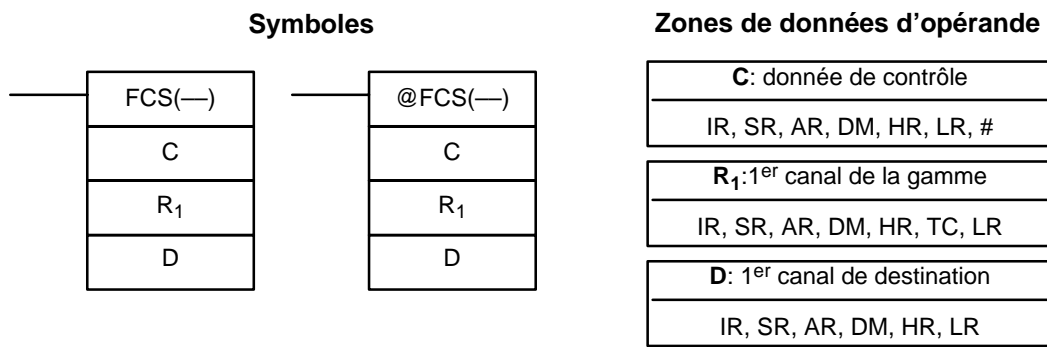 Symboles
FCS(—)
C
R1
D
@FCS(—)
C
R1
D
Zones de données d’opérande
C: donnée de contrôle
IR, SR, AR, DM, HR, LR, #
R1:1er canal de la gamme
IR, SR, AR, DM, HR, TC, LR
D: 1er canal de destination
IR, SR, AR, DM, HR, LR